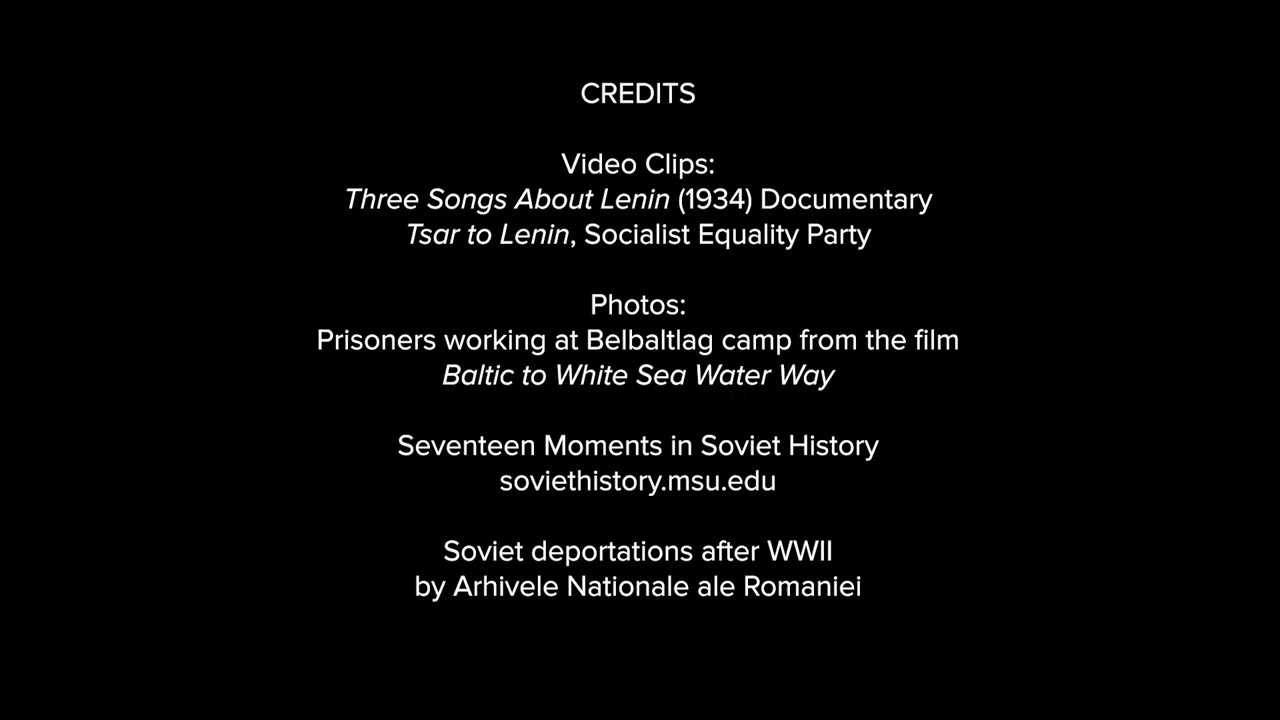 CREDITS
Video Clips:
Three Songs About Lenin (1934) Documentary
Tsar to Lenin, Socialist Equality Party
Photos:
Prisoners working at Belbaltlag camp from the film
Baltic to White Sea Water Way
Seventeen Moments in Soviet History
soviethistory.msu.edu
Soviet deportations after WWII
by Arhivele Nationale ale Romaniei